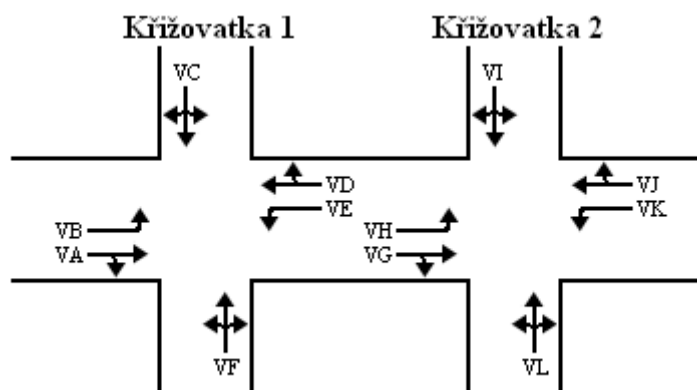 Křižovatka 1 Křižovatka 2
VC VI
VD VJ
VB VE VH VK
VA VG
VF VL